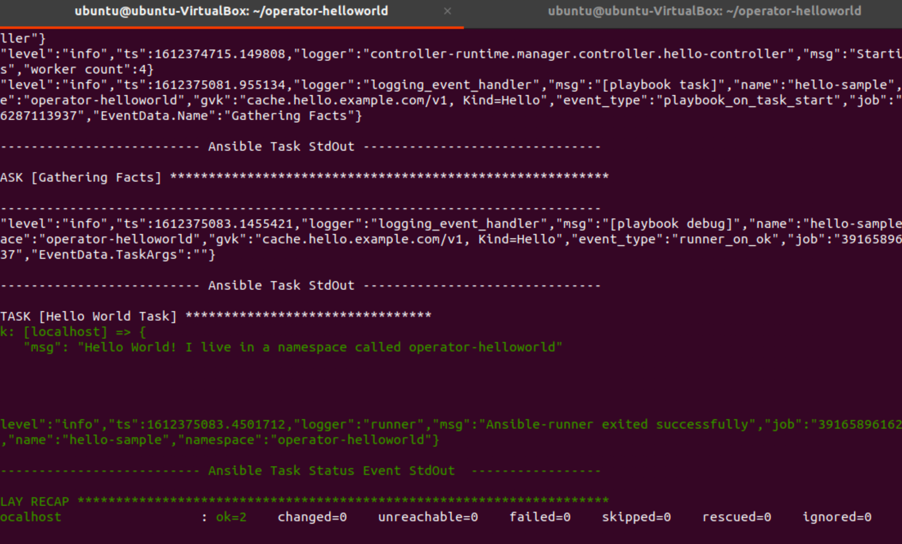 ubuntu@ubuntu-VirtualBox: ~/operator-helloworld × ubuntu@ubuntu-VirtualBox: ~/operator-helloworld
ller"}
"level":"info","ts":1612374715.149808,"logger":"controller-runtime.manager.controller.hello-controller","msg":"Starti
s","worker count":4}
"level":"info","ts":1612375081.955134,"logger":"logging_event_handler","msg":"[playbook task]","name":"hello-sample",
e":"operator-helloworld","gvk":"cache.hello.example.com/v1, Kind=Hello","event_type":"playbook_on_task_start","job":"
6287113937","EventData.Name":"Gathering Facts"}
-------------------------- Ansible Task StdOut -------------------------------
ASK [Gathering Facts] *********************************************************
------------------------------------------------------------------------------
"level":"info","ts":1612375083.1455421,"logger":"logging_event_handler","msg":"[playbook debug]","name":"hello-sample
ace":"operator-helloworld","gvk":"cache.hello.example.com/v1, Kind=Hello","event_type":"runner_on_ok","job":"39165896
37","EventData.TaskArgs":""}
-------------------------- Ansible Task StdOut -------------------------------
TASK [Hello World Task] ********************************
k: [localhost] => {
"msg": "Hello World! I live in a namespace called operator-helloworld"
level":"info","ts":1612375083.4501712,"logger":"runner","msg":"Ansible-runner exited successfully","job":"39165896162
,"name":"hello-sample","namespace":"operator-helloworld"}
-------------------------- Ansible Task Status Event StdOut  -----------------
LAY RECAP *********************************************************************
ocalhost : ok=2 changed=0 unreachable=0 failed=0 skipped=0 rescued=0 ignored=0